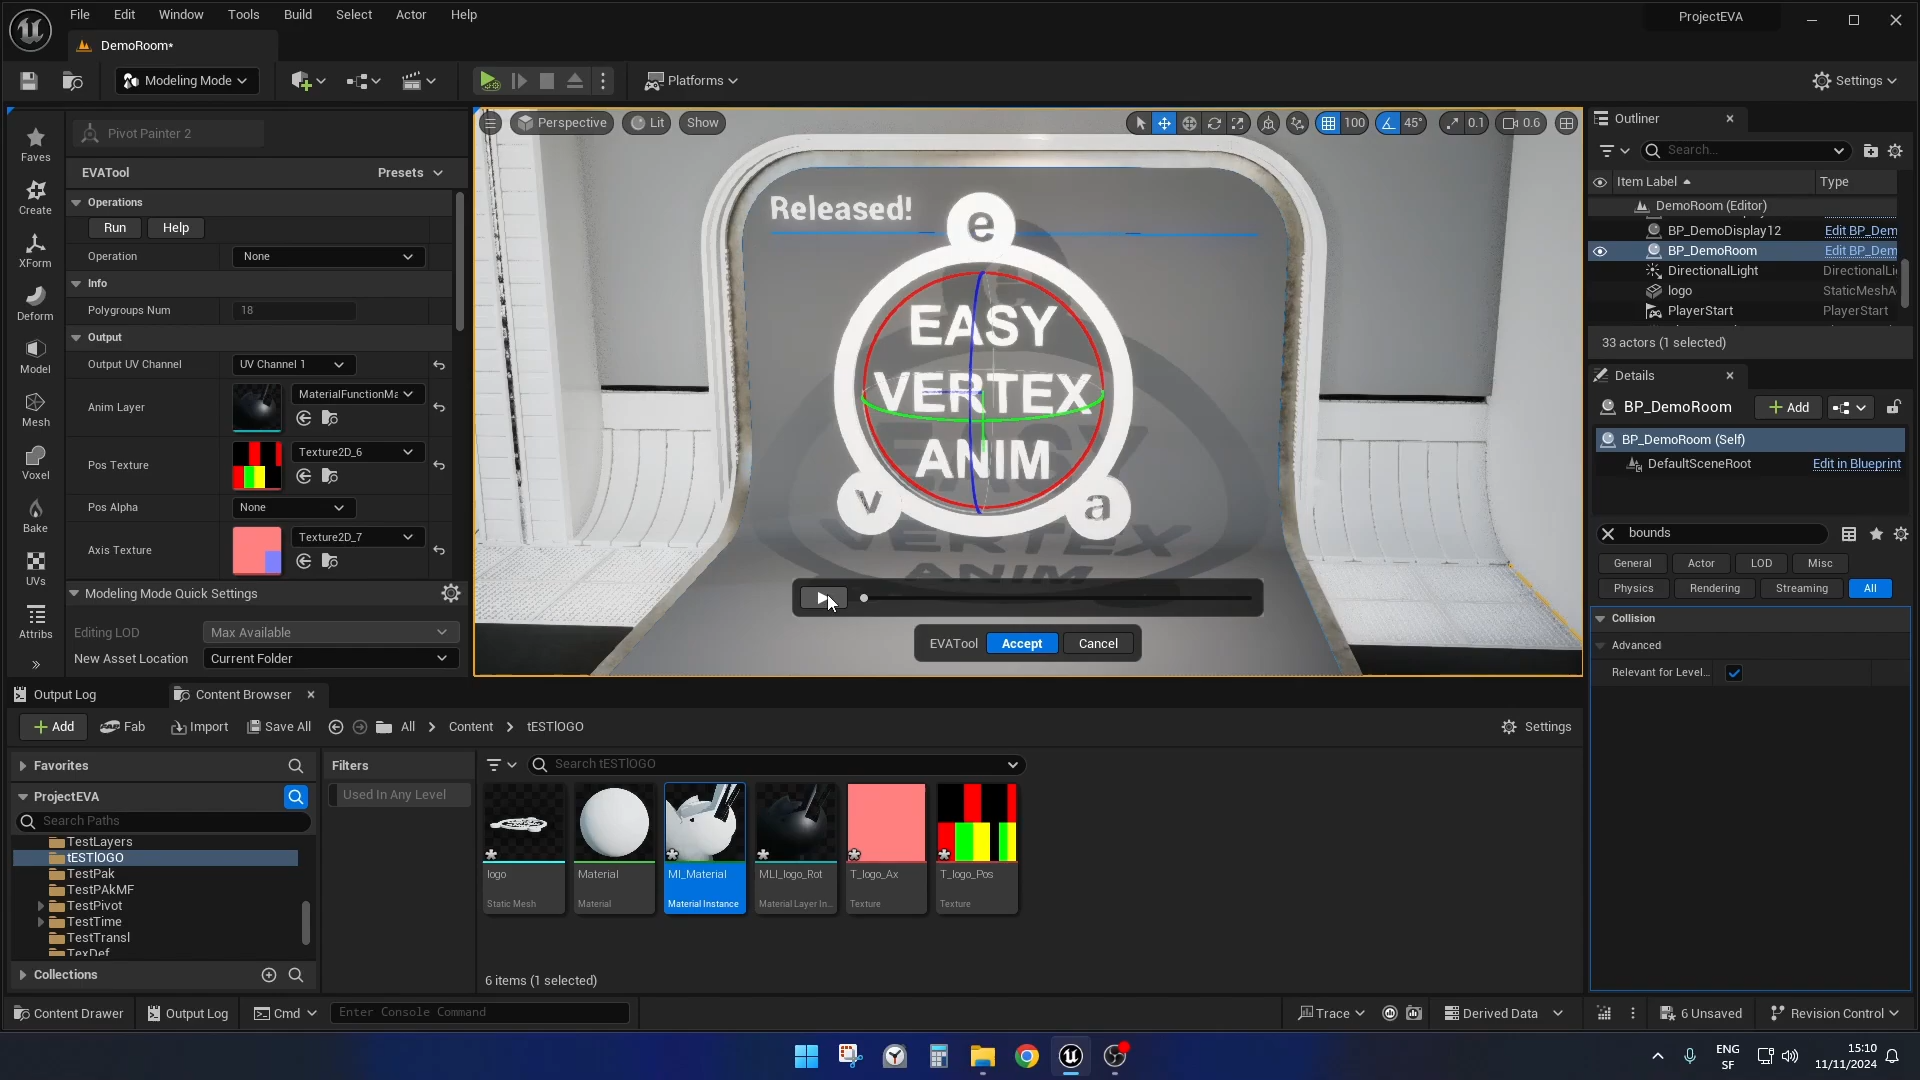 File Edit Window Tools Build Select Actor Help
ProjectEVA
DemoRoom*
Modeling Mode
Platforms
Settings
Faves
Create
XForm
Deform
Model
Mesh
Voxel
Bake
UVs
Attribs
Pivot Painter 2
EVATool Presets
Operations
Run Help
Operation None
Info
Polygroups Num 18
Output
Output UV Channel UV Channel 1
Anim Layer MaterialFunctionMa
Pos Texture Texture2D_6
Pos Alpha None
Axis Texture Texture2D_7
Modeling Mode Quick Settings
Editing LOD Max Available
New Asset Location Current Folder
Perspective Lit Show
100 45° 0.1 0.6
Released!
e
EASY
VERTEX
ANIM
v a
EASY
VERTEX
ANIM
EVATool Accept Cancel
Outliner
Search...
Item Label Type
DemoRoom (Editor)
BP_DemoDisplay12 Edit BP_Dem
BP_DemoRoom Edit BP_Dem
DirectionalLight DirectionalLi
logo StaticMeshA
PlayerStart PlayerStart
33 actors (1 selected)
Details
BP_DemoRoom Add
BP_DemoRoom (Self)
DefaultSceneRoot Edit in Blueprint
bounds
General Actor LOD Misc
Physics Rendering Streaming All
Collision
Advanced
Relevant for Level...
Output Log Content Browser
Add Fab Import Save All All Content tESTlOGO
Settings
Favorites
ProjectEVA
Search Paths
TestLayers
tESTlOGO
TestPak
TestPAkMF
TestPivot
TestTime
TestTransl
TexDef
Collections
Filters
Used In Any Level
Search tESTlOGO
logo
Static Mesh
Material
Material
MI_Material
Material Instance
MLI_logo_Rot
Material Layer In...
T_logo_Ax
Texture
T_logo_Pos
Texture
6 items (1 selected)
Content Drawer Output Log Cmd Enter Console Command
Trace Derived Data 6 Unsaved Revision Control
ENG
SF
15:10
11/11/2024